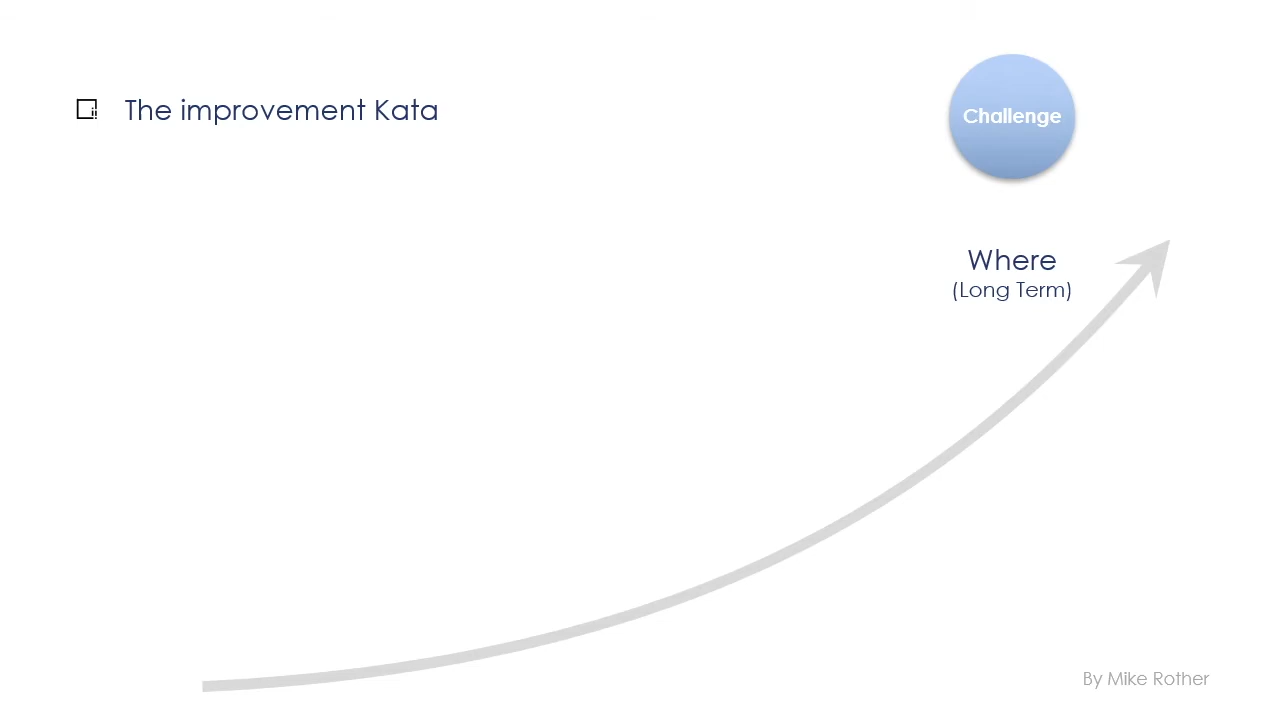 The improvement Kata
Challenge
Where
(Long Term)
By Mike Rother